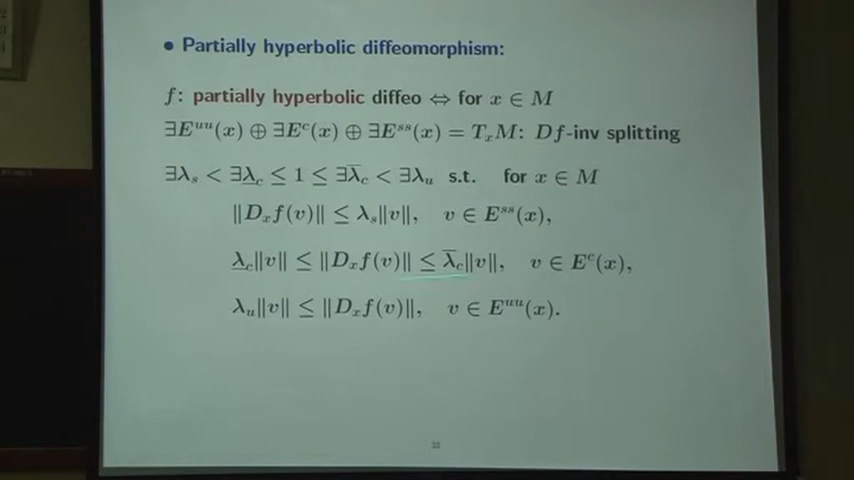 • Partially hyperbolic diffeomorphism:
f: partially hyperbolic diffeo ⇔ for x ∈ M
∃E^{uu}(x) ⊕ ∃E^{c}(x) ⊕ ∃E^{ss}(x) = T_xM: Df-inv splitting
∃λ_s < ∃\underline{λ}_c ≤ 1 ≤ ∃\overline{λ}_c < ∃λ_u s.t. for x ∈ M
‖D_xf(v)‖ ≤ λ_s‖v‖, v ∈ E^{ss}(x),
\underline{λ}_c‖v‖ ≤ ‖D_xf(v)‖ ≤ \overline{λ}_c‖v‖, v ∈ E^{c}(x),
λ_u‖v‖ ≤ ‖D_xf(v)‖, v ∈ E^{uu}(x).